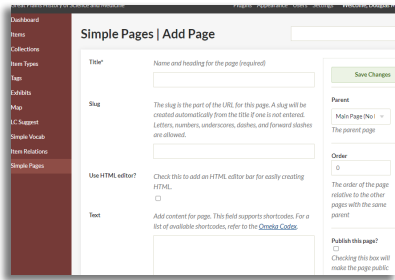 Great Plains History of Science and Medicine
Plugins Appearance Users Settings Welcome, Douglas
Dashboard
Items
Collections
Item Types
Tags
Exhibits
Map
LC Suggest
Simple Vocab
Item Relations
Simple Pages
Simple Pages | Add Page
Title*
Name and heading for the page (required)
Slug
The slug is the part of the URL for this page. A slug will be
created automatically from the title if one is not entered.
Letters, numbers, underscores, dashes, and forward slashes
are allowed.
Use HTML editor?
Check this to add an HTML editor bar for easily creating
HTML.
Text
Add content for page. This field supports shortcodes. For a
list of available shortcodes, refer to the Omeka Codex.
Save Changes
Parent
Main Page (No
The parent page
Order
0
The order of the page
relative to the other
pages with the same
parent
Publish this page?
Checking this box will
make the page public